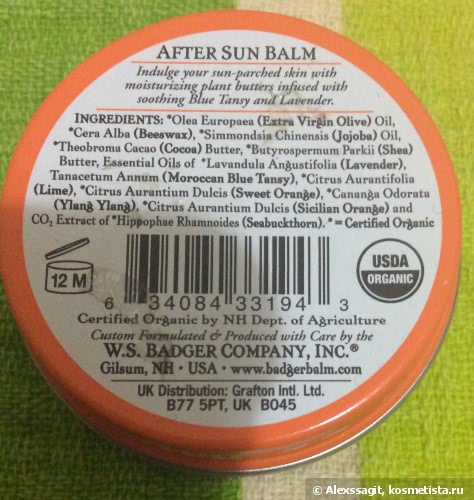 AFTER SUN BALM
Indulge your sun-parched skin with
moisturizing plant butters infused with
soothing Blue Tansy and Lavender.
INGREDIENTS: *Olea Europaea (Extra Virgin Olive) Oil,
*Cera Alba (Beeswax), *Simmondsia Chinensis (Jojoba) Oil,
*Theobroma Cacao (Cocoa) Butter, *Butyrospermum Parkii (Shea)
Butter, Essential Oils of *Lavandula Angustifolia (Lavender),
Tanacetum Annum (Moroccan Blue Tansy), *Citrus Aurantifolia
(Lime), *Citrus Aurantium Dulcis (Sweet Orange), *Cananga Odorata
(Ylang Ylang), *Citrus Aurantium Dulcis (Sicilian Orange) and
CO₂ Extract of *Hippophae Rhamnoides (Seabuckthorn). * = Certified Organic
12 M
USDA
ORGANIC
6 34084 33194 3
Certified Organic by NH Dept. of Agriculture
Custom Formulated & Produced with Care by the
W.S. BADGER COMPANY, INC.®
Gilsum, NH • USA • www.badgerbalm.com
UK Distribution: Grafton Intl. Ltd.
B77 5PT, UK B045
© Alexssagit, kosmetista.ru